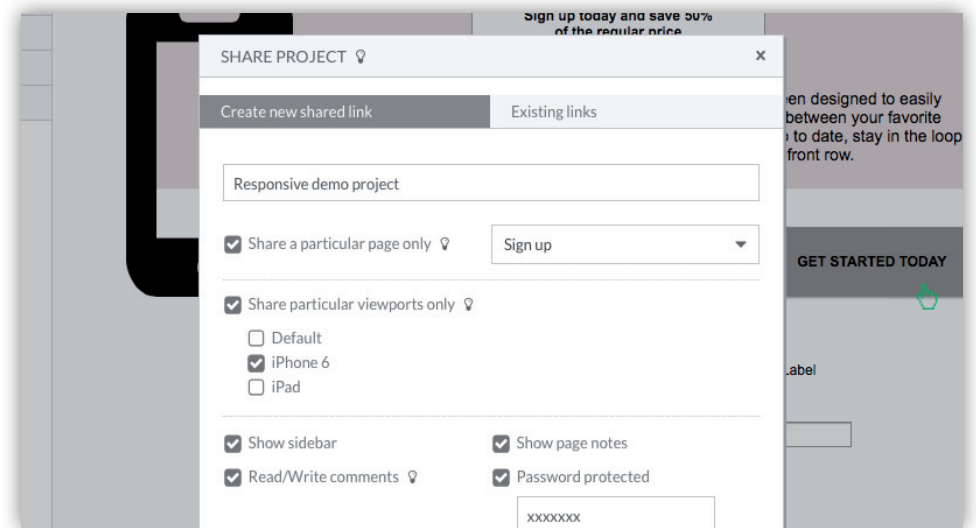 Sign up today and save 50%
of the regular price
SHARE PROJECT
x
Create new shared link
Existing links
een designed to easily
between your favorite
to date, stay in the loop
front row.
Responsive demo project
Share a particular page only
Sign up
GET STARTED TODAY
Share particular viewports only
Default
iPhone 6
iPad
Label
Show sidebar
Show page notes
Read/Write comments
Password protected
xxxxxxx